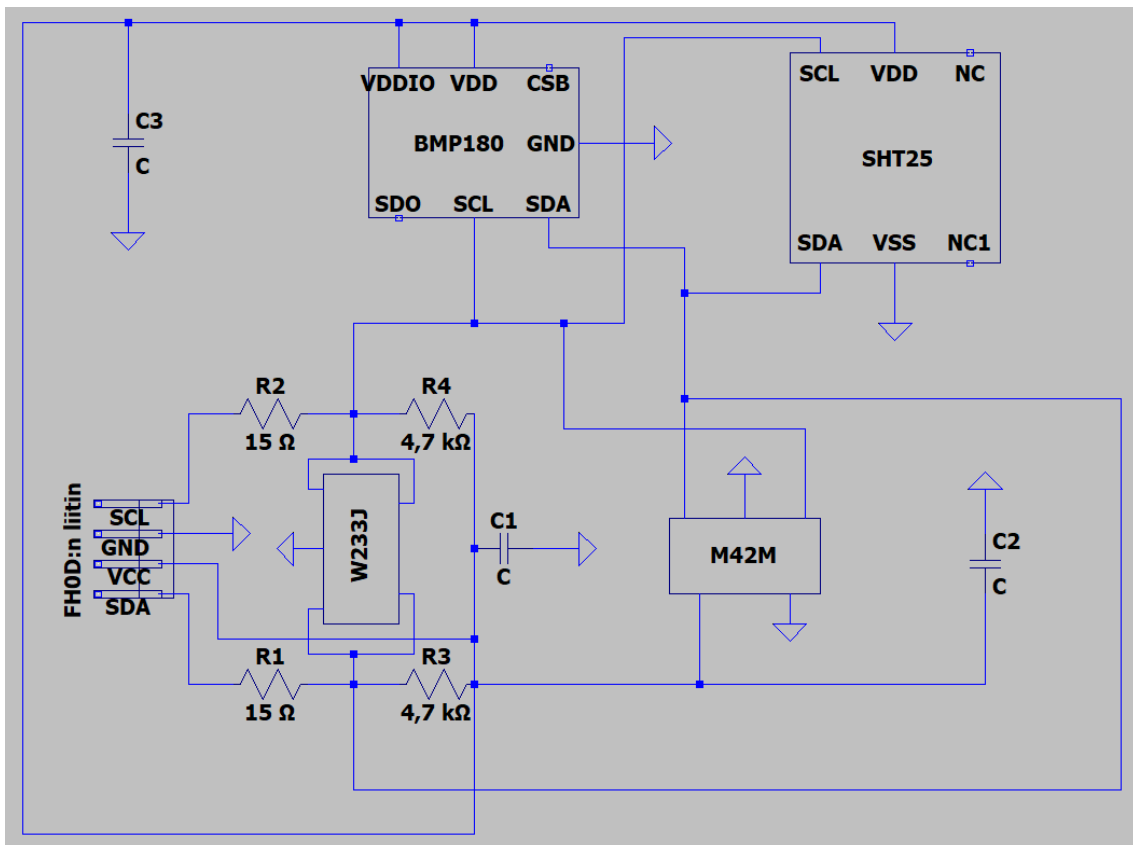 C3
C
VDDIO VDD CSB
BMP180 GND
SDO SCL SDA
SCL VDD NC
SHT25
SDA VSS NC1
R2
15 Ω
R4
4,7 kΩ
FH0D:n liitin
SCL
GND
VCC
SDA
W233J
C1
C
M42M
C2
C
R1
15 Ω
R3
4,7 kΩ